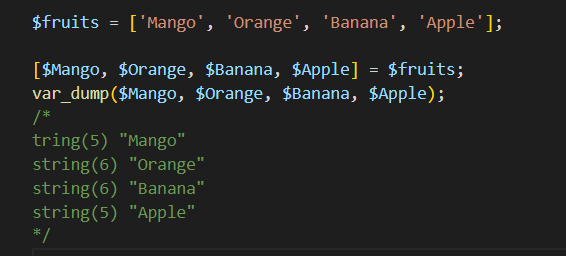 $fruits = ['Mango', 'Orange', 'Banana', 'Apple'];
[$Mango, $Orange, $Banana, $Apple] = $fruits;
var_dump($Mango, $Orange, $Banana, $Apple);
/*
tring(5) "Mango"
string(6) "Orange"
string(6) "Banana"
string(5) "Apple"
*/